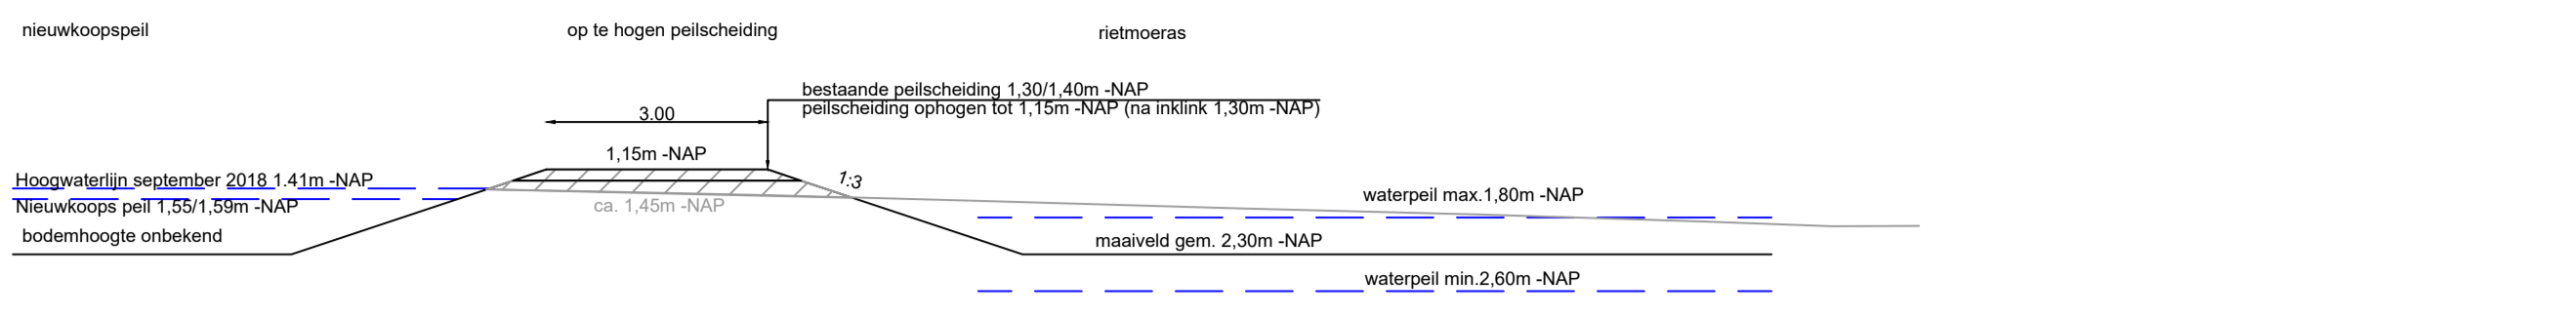 nieuwkoopspeil
op te hogen peilscheiding
rietmoeras
bestaande peilscheiding 1,30/1,40m -NAP
peilscheiding ophogen tot 1,15m -NAP (na inklink 1,30m -NAP)
3.00
1,15m -NAP
Hoogwaterlijn september 2018 1.41m -NAP
1:3
waterpeil max.1,80m -NAP
Nieuwkoops peil 1,55/1,59m -NAP
ca. 1,45m -NAP
bodemhoogte onbekend
maaiveld gem. 2,30m -NAP
waterpeil min.2,60m -NAP